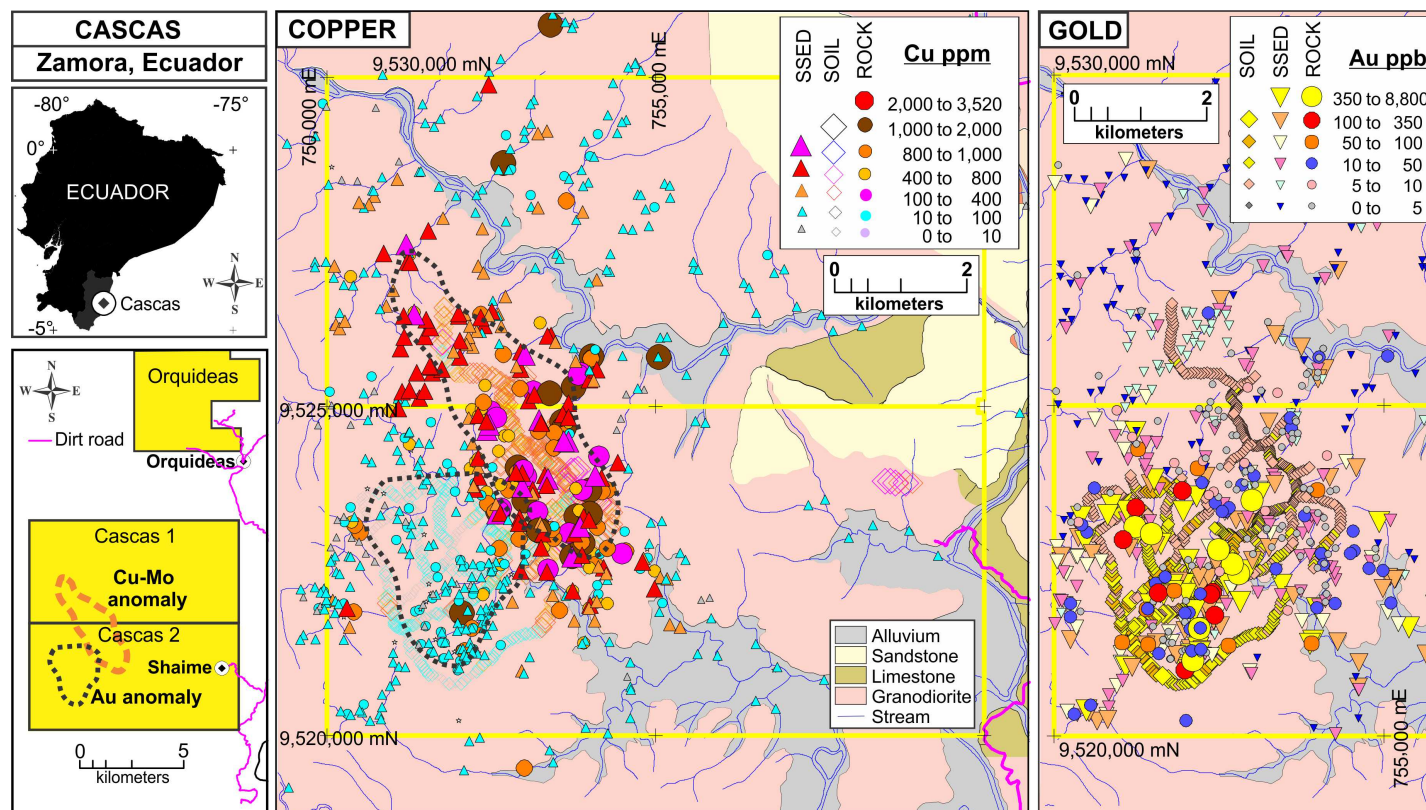 CASCAS
Zamora, Ecuador
-80°
-75°
0°
ECUADOR
N
W E
S
Cascas
-5°
N
W E
S
Orquideas
Dirt road
Orquideas
Cascas 1
Cu-Mo
anomaly
Cascas 2
Shaime
Au anomaly
0 5
kilometers
COPPER
9,530,000 mN
750,000 mE
755,000 mE
SSED
SOIL
ROCK
Cu ppm
2,000 to 3,520
1,000 to 2,000
800 to 1,000
400 to 800
100 to 400
10 to 100
0 to 10
0 2
kilometers
9,525,000 mN
Alluvium
Sandstone
Limestone
Granodiorite
Stream
9,520,000 mN
GOLD
9,530,000 mN
0 2
kilometers
SOIL
SSED
ROCK
Au ppb
350 to 8,800
100 to 350
50 to 100
10 to 50
5 to 10
0 to 5
9,520,000 mN
755,000 mE